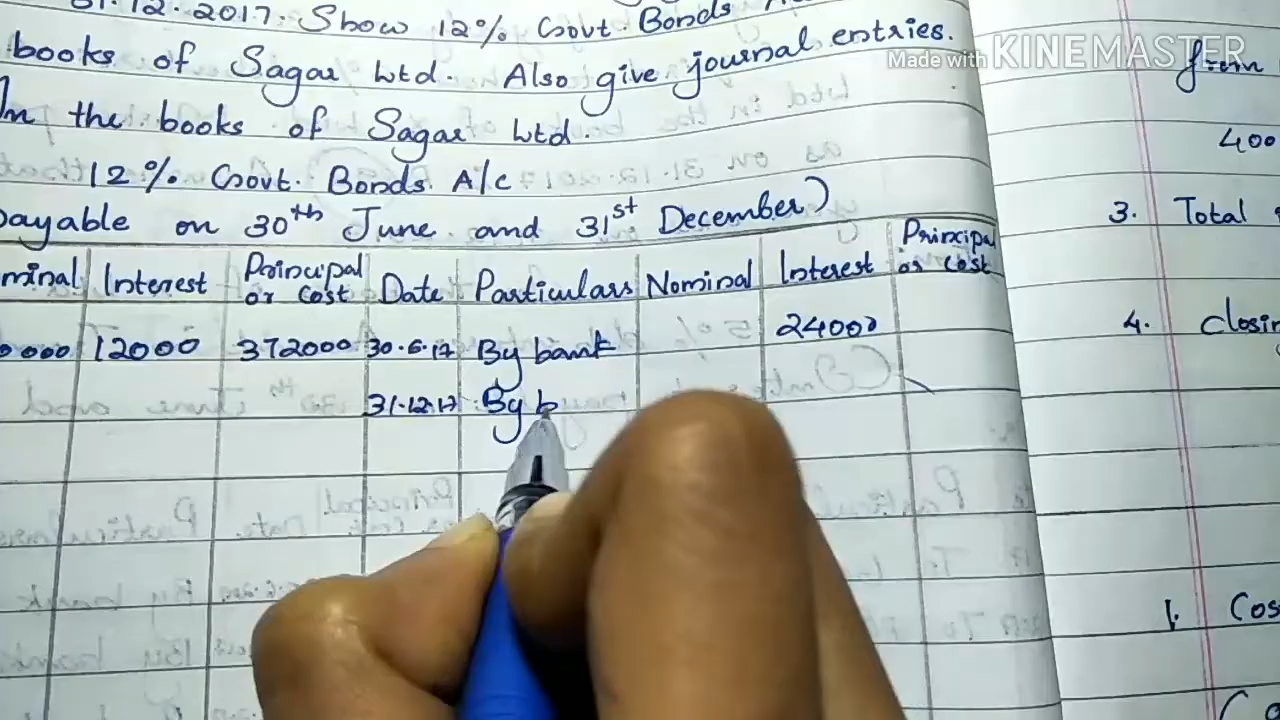 31.12.2017. Show 12% Govt. Bonds
books of Sagar Ltd. Also give journal entries.
In the books of Sagar Ltd.
12% Govt. Bonds A/c
payable on 30th June and 31st December)
minal Interest Principal or cost Date Particulars Nominal Interest Principal or cost
0000 12000 372000 30.6.17 By bank 24000
31.12.17 By b
from
400
3. Total
4. Closin
1. Cos
Made with KINEMASTER